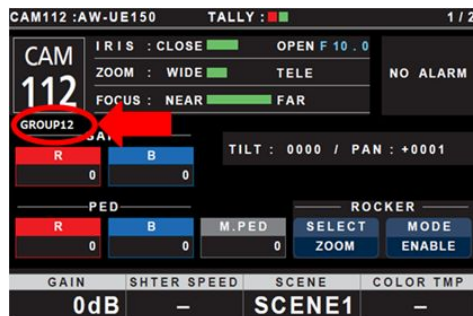 CAM112 :AW-UE150 TALLY : 1 / 2
CAM
112
IRIS : CLOSE OPEN F 10 . 0
ZOOM : WIDE TELE
FOCUS : NEAR FAR
NO ALARM
GROUP12
R B
0 0
TILT : 0000 / PAN : +0001
PED ROCKER
R B M.PED SELECT MODE
0 0 0 ZOOM ENABLE
GAIN SHTER SPEED SCENE COLOR TMP
0dB – SCENE1 –